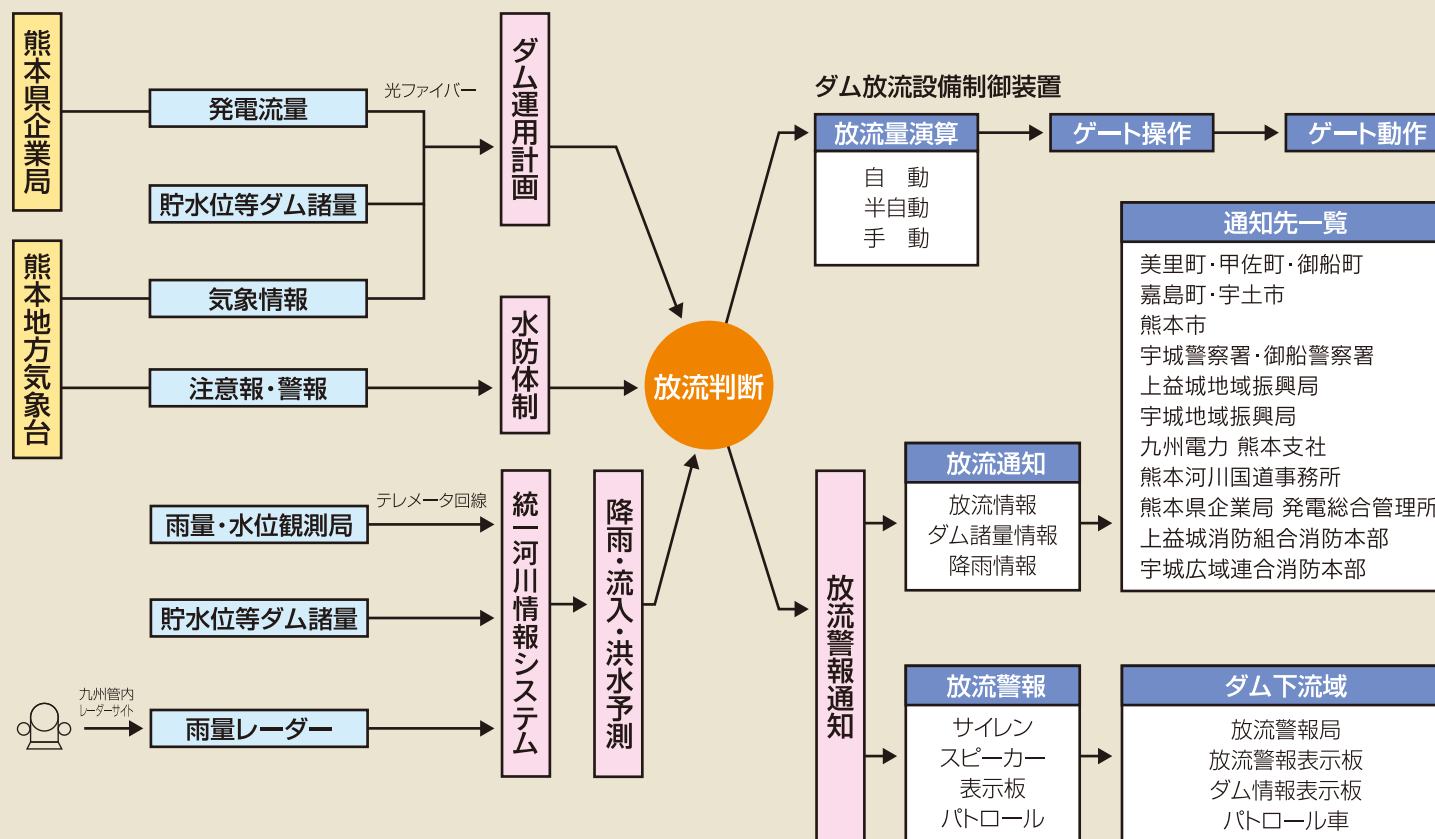 熊本県企業局
発電流量
光ファイバー
貯水位等ダム諸量
ダム運用計画
熊本地方気象台
気象情報
注意報・警報
水防体制
雨量・水位観測局
テレメータ回線
貯水位等ダム諸量
九州管内
レーダーサイト
雨量レーダー
統一河川情報システム
降雨・流入・洪水予測
放流判断
ダム放流設備制御装置
放流量演算
自 動
半自動
手 動
ゲート操作
ゲート動作
放流警報通知
放流通知
放流情報
ダム諸量情報
降雨情報
通知先一覧
美里町・甲佐町・御船町
嘉島町・宇土市
熊本市
宇城警察署・御船警察署
上益城地域振興局
宇城地域振興局
九州電力 熊本支社
熊本河川国道事務所
熊本県企業局 発電総合管理所
上益城消防組合消防本部
宇城広域連合消防本部
放流警報
サイレン
スピーカー
表示板
パトロール
ダム下流域
放流警報局
放流警報表示板
ダム情報表示板
パトロール車